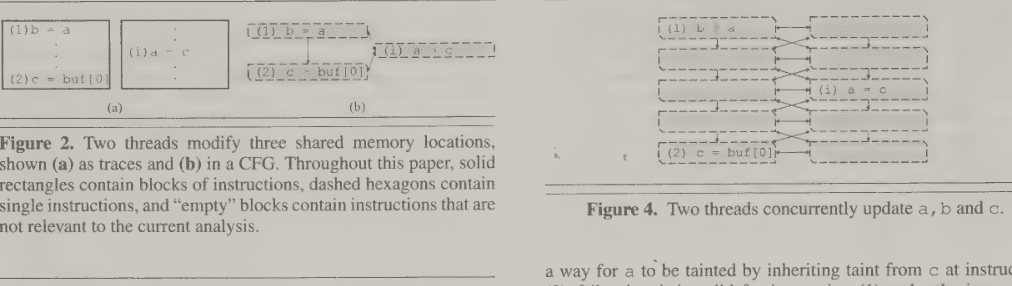 (1)b = a
(i)a = c
(2)c = buf[0]
(a)
(1) b = a
(i) a = c
(2) c = buf[0]
(b)
Figure 2. Two threads modify three shared memory locations,
shown (a) as traces and (b) in a CFG. Throughout this paper, solid
rectangles contain blocks of instructions, dashed hexagons contain
single instructions, and “empty” blocks contain instructions that are
not relevant to the current analysis.
(1) b = a
(i) a = c
(2) c = buf[0]
Figure 4. Two threads concurrently update a, b and c.
a way for a to be tainted by inheriting taint from c at instruc